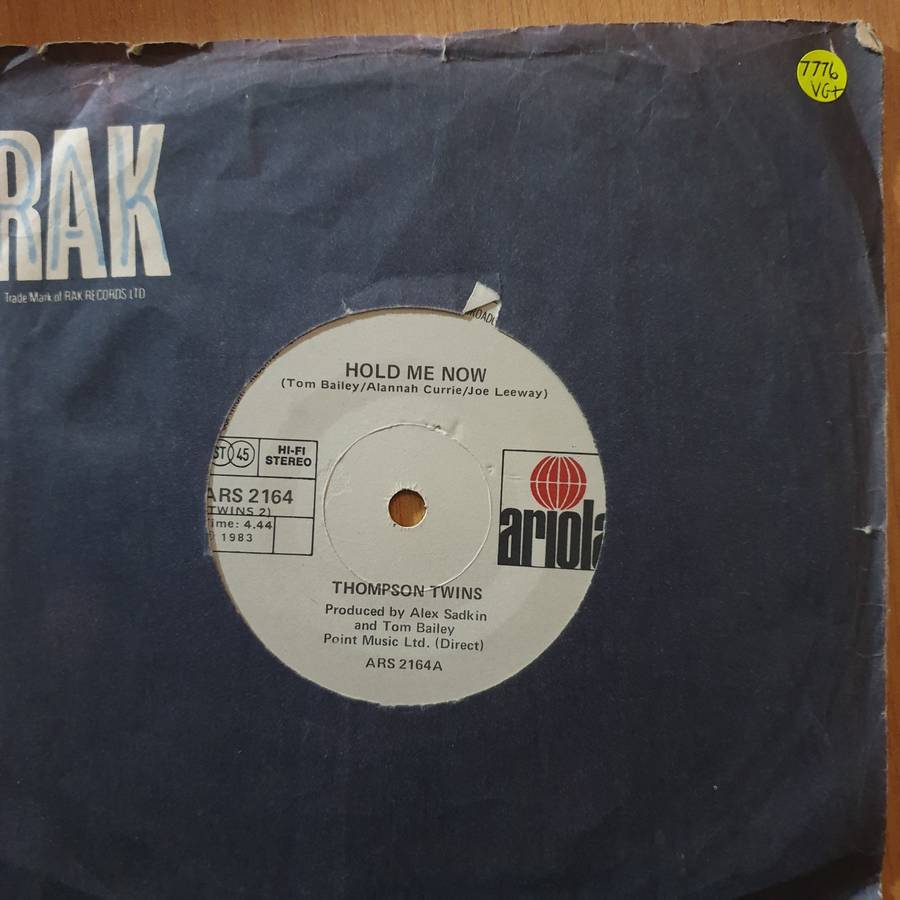 7776
VG+
RAK
Trade Mark of RAK RECORDS LTD
HOLD ME NOW
(Tom Bailey/Alannah Currie/Joe Leeway)
ST 45
HI-FI
STEREO
ARS 2164
(TWINS 2)
Time: 4.44
1983
ariola
THOMPSON TWINS
Produced by Alex Sadkin
and Tom Bailey
Point Music Ltd. (Direct)
ARS 2164A